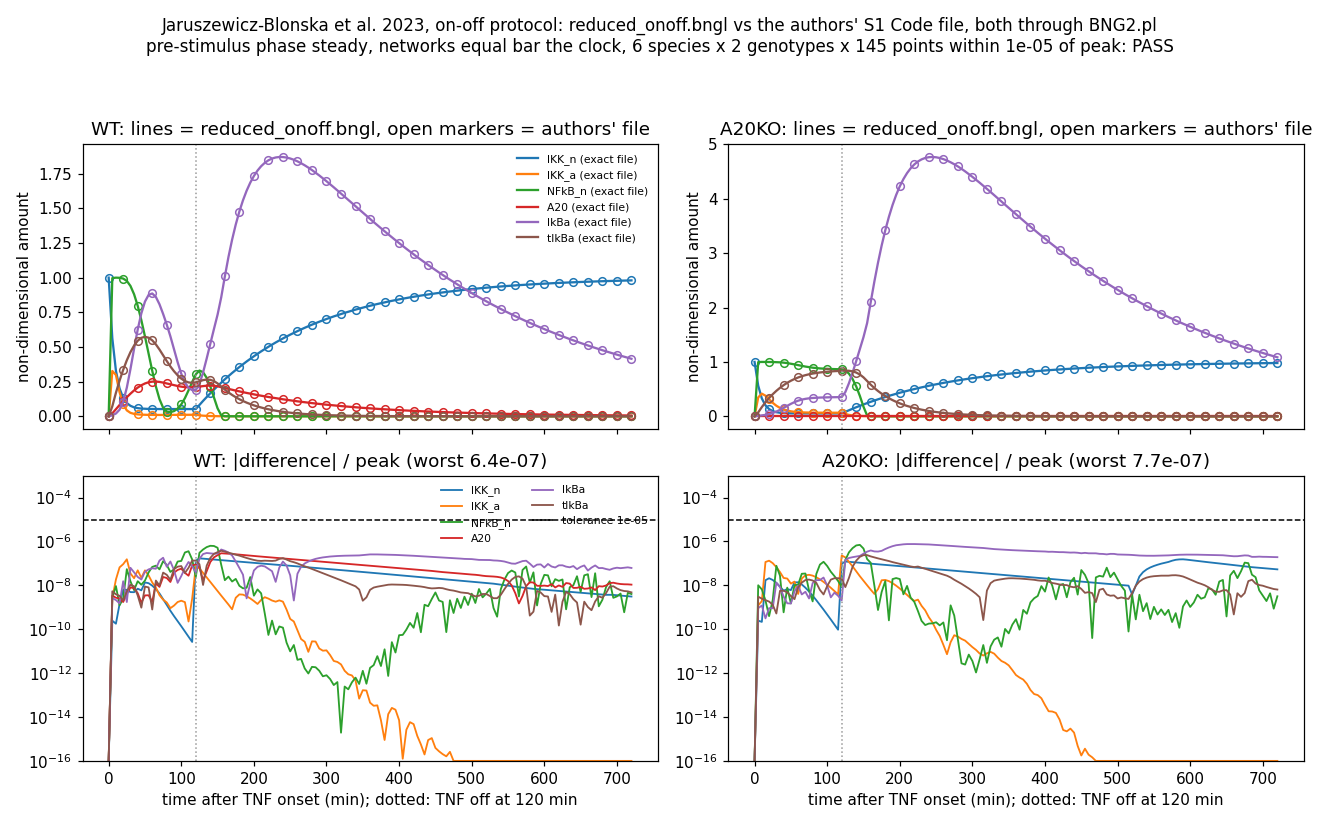 Jaruszewicz-Blonska et al. 2023, on-off protocol: reduced_onoff.bngl vs the authors' S1 Code file, both through BNG2.pl
pre-stimulus phase steady, networks equal bar the clock, 6 species x 2 genotypes x 145 points within 1e-05 of peak: PASS
WT: lines = reduced_onoff.bngl, open markers = authors' file
non-dimensional amount
1.75
1.50
1.25
1.00
0.75
0.50
0.25
0.00
IKK_n (exact file)
IKK_a (exact file)
NFkB_n (exact file)
A20 (exact file)
IkBa (exact file)
tIkBa (exact file)
A20KO: lines = reduced_onoff.bngl, open markers = authors' file
non-dimensional amount
5
4
3
2
1
0
WT: |difference| / peak (worst 6.4e-07)
10⁻⁴
10⁻⁶
10⁻⁸
10⁻¹⁰
10⁻¹²
10⁻¹⁴
10⁻¹⁶
IKK_n
IKK_a
NFkB_n
A20
IkBa
tIkBa
tolerance 1e-05
0 100 200 300 400 500 600 700
time after TNF onset (min); dotted: TNF off at 120 min
A20KO: |difference| / peak (worst 7.7e-07)
10⁻⁴
10⁻⁶
10⁻⁸
10⁻¹⁰
10⁻¹²
10⁻¹⁴
10⁻¹⁶
0 100 200 300 400 500 600 700
time after TNF onset (min); dotted: TNF off at 120 min